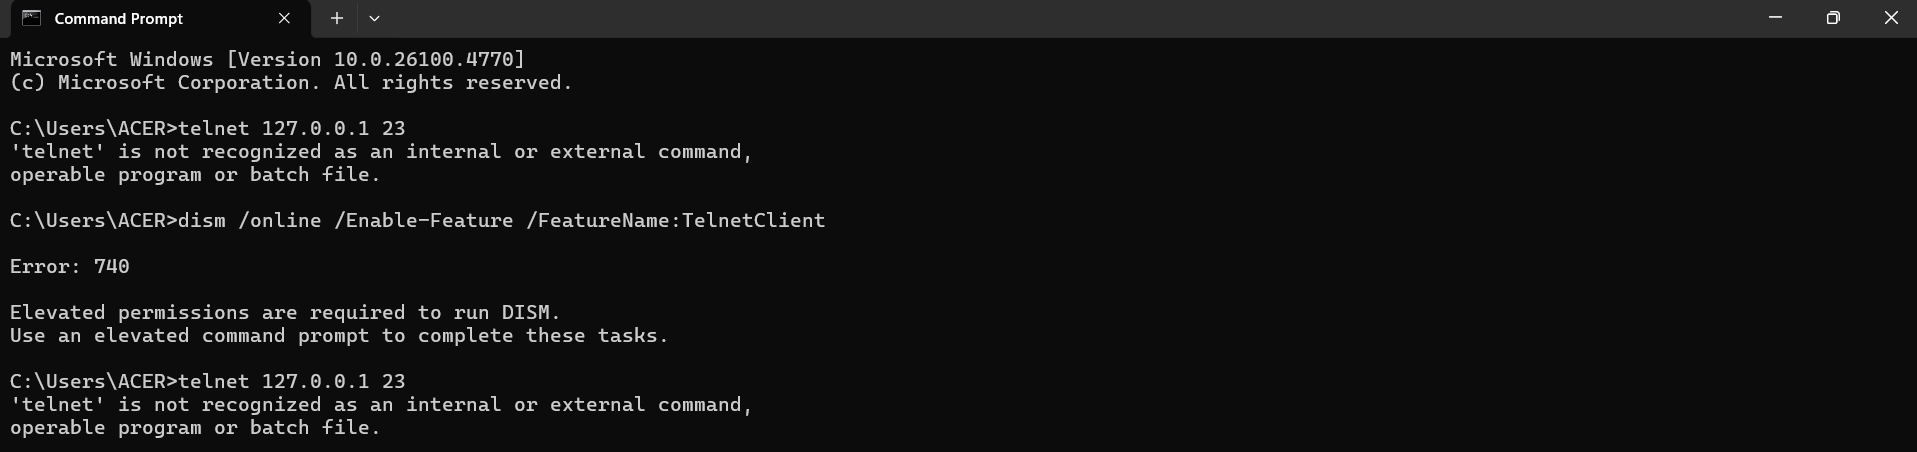 Command Prompt
Microsoft Windows [Version 10.0.26100.4770]
(c) Microsoft Corporation. All rights reserved.
C:\Users\ACER>telnet 127.0.0.1 23
'telnet' is not recognized as an internal or external command,
operable program or batch file.
C:\Users\ACER>dism /online /Enable-Feature /FeatureName:TelnetClient
Error: 740
Elevated permissions are required to run DISM.
Use an elevated command prompt to complete these tasks.
C:\Users\ACER>telnet 127.0.0.1 23
'telnet' is not recognized as an internal or external command,
operable program or batch file.